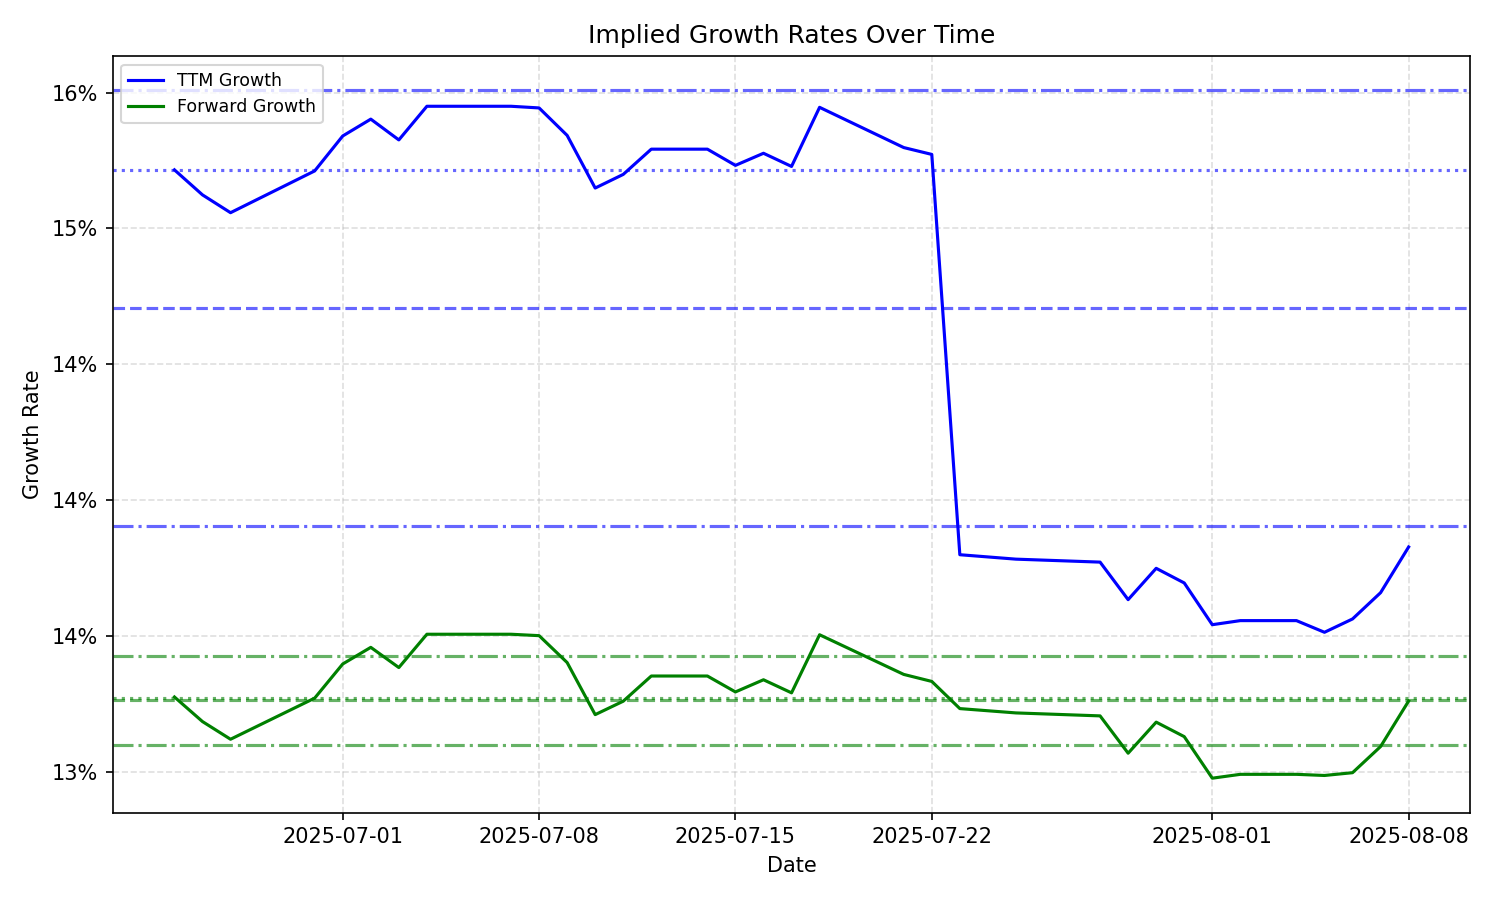 Implied Growth Rates Over Time
TTM Growth
Forward Growth
16%
15%
14%
14%
14%
13%
Growth Rate
2025-07-01
2025-07-08
2025-07-15
2025-07-22
2025-08-01
2025-08-08
Date